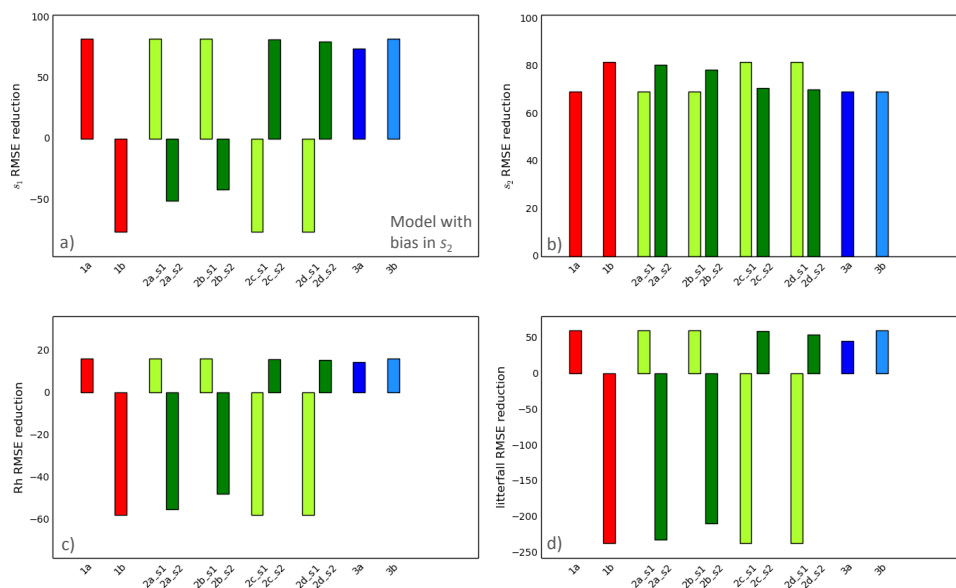 100
50
0
−50
s₁ RMSE reduction
a)
Model with
bias in s₂
1a
1b
2a_s1
2a_s2
2b_s1
2b_s2
2c_s1
2c_s2
2d_s1
2d_s2
3a
3b
100
80
60
40
20
0
s₂ RMSE reduction
b)
1a
1b
2a_s1
2a_s2
2b_s1
2b_s2
2c_s1
2c_s2
2d_s1
2d_s2
3a
3b
20
0
−20
−40
−60
Rh RMSE reduction
c)
1a
1b
2a_s1
2a_s2
2b_s1
2b_s2
2c_s1
2c_s2
2d_s1
2d_s2
3a
3b
50
0
−50
−100
−150
−200
−250
litterfall RMSE reduction
d)
1a
1b
2a_s1
2a_s2
2b_s1
2b_s2
2c_s1
2c_s2
2d_s1
2d_s2
3a
3b